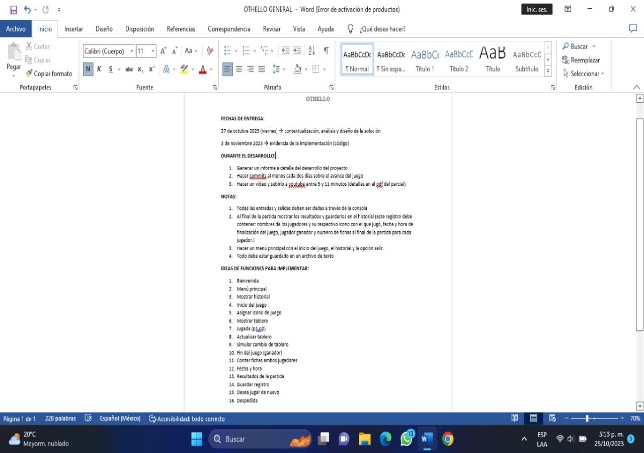 OTHELLO GENERAL - Word (Error de activación de productos)
Inic. ses.
Archivo Inicio Insertar Diseño Disposición Referencias Correspondencia Revisar Vista Ayuda ¿Qué desea hacer?
Pegar
Cortar
Copiar
Copiar formato
Calibri (Cuerpo) 11
N K S
AaBbCcDc AaBbCcDc AaBbCc AaBbCcC AaB AaBbCcC
¶ Normal ¶ Sin espa... Título 1 Título 2 Título Subtítulo
Buscar
Reemplazar
Seleccionar
Portapapeles Fuente Párrafo Estilos Edición
OTHELLO
FECHAS DE ENTREGA:
27 de octubre 2023 (viernes) → contextualización, análisis y diseño de la solución
3 de noviembre 2023 → evidencia de la implementación (código)
DURANTE EL DESARROLLO:
1. Generar un informe a detalle del desarrollo del proyecto
2. Hacer commits al menos cada dos días sobre el avance del juego
3. Hacer un video y subirlo a youtube entre 5 y 11 minutos (detalles en el pdf del parcial)
NOTAS:
1. Todas las entradas y salidas deben ser dadas a través de la consola
2. Al final de la partida mostrar los resultados y guardarlos en el historial (este registro debe
contener: nombres de los jugadores y su respectivo icono con el que jugó, fecha y hora de
finalización del juego, jugador ganador y numero de fichas al final de la partida para cada
jugador.)
3. Hacer un menú principal con el inicio del juego, el historial y la opción salir.
4. Todo debe estar guardado en un archivo de texto
IDEAS DE FUNCIONES PARA IMPLEMENTAR:
1. Bienvenida
2. Menú principal
3. Mostrar historial
4. Inicio del juego
5. Asignar icono de juego
6. Mostrar tablero
7. Jugada (p1,p2)
8. Actualizar tablero
9. Simular cambio de tablero
10. Fin del juego (ganador)
11. Contar fichas ambos jugadores
12. Fecha y hora
13. Resultados de la partida
14. Guardar registro
15. Desea jugar de nuevo
16. Despedida
Página 1 de 1 228 palabras Español (México) Accesibilidad: todo correcto 70%
20°C
Mayorm. nublado
Buscar
ESP
LAA
5:13 p. m.
25/10/2023